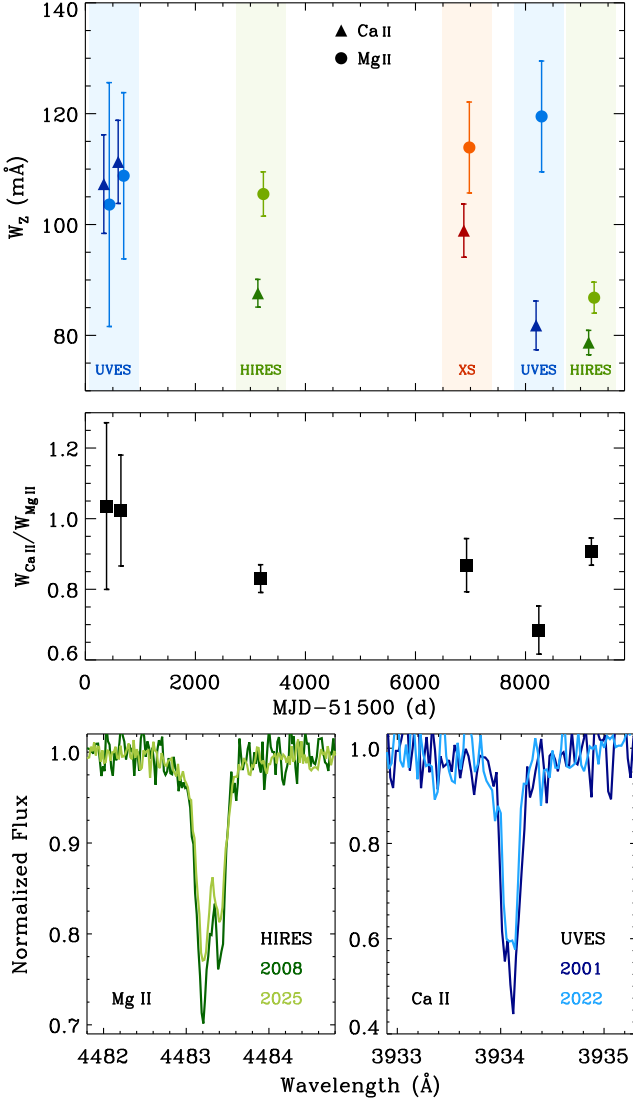 140
Ca II
Mg II
120
W_Z (mÅ)
100
80
UVES
HIRES
XS
UVES
HIRES
1.2
1.0
W_Ca II/W_Mg II
0.8
0.6
0
2000
4000
6000
8000
MJD-51500 (d)
1.0
0.9
0.8
0.7
Normalized Flux
HIRES
2008
2025
Mg II
4482
4483
4484
1.0
0.8
0.6
0.4
UVES
2001
2022
Ca II
3933
3934
3935
Wavelength (Å)